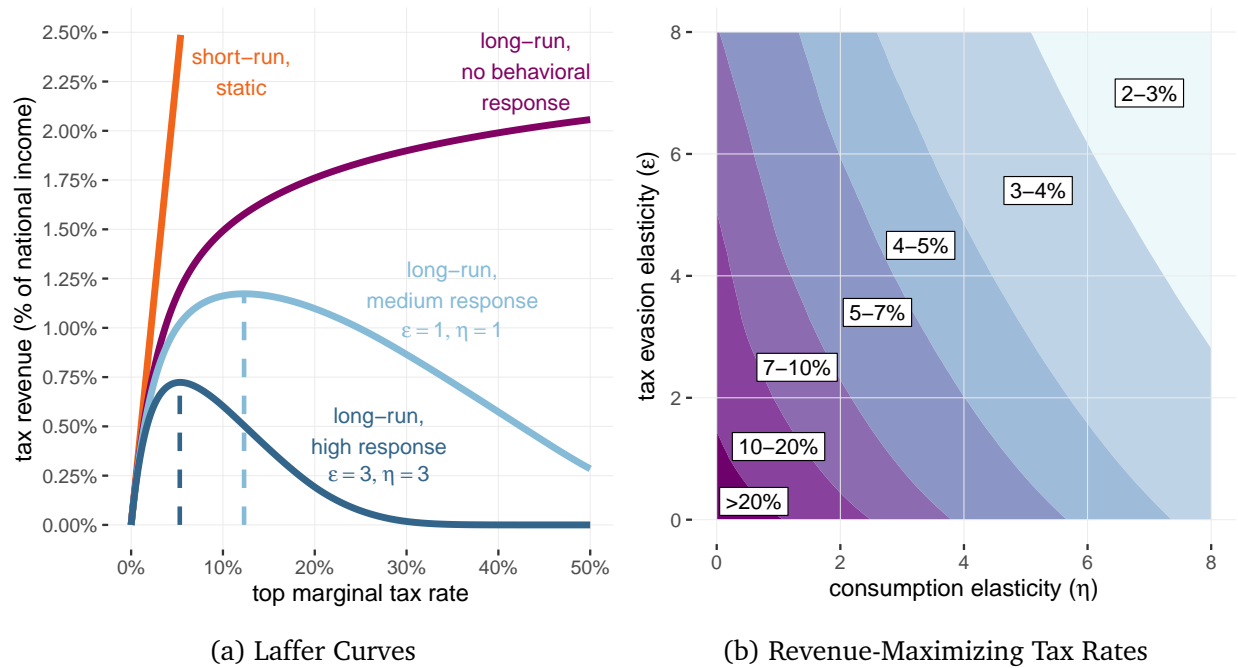 2.50%
2.25%
2.00%
1.75%
1.50%
1.25%
1.00%
0.75%
0.50%
0.25%
0.00%
tax revenue (% of national income)
short−run,
static
long−run,
no behavioral
response
long−run,
medium response
ε = 1, η = 1
long−run,
high response
ε = 3, η = 3
0% 10% 20% 30% 40% 50%
top marginal tax rate
(a) Laffer Curves
8
6
4
2
0
tax evasion elasticity (ε)
2−3%
3−4%
4−5%
5−7%
7−10%
10−20%
>20%
0 2 4 6 8
consumption elasticity (η)
(b) Revenue-Maximizing Tax Rates